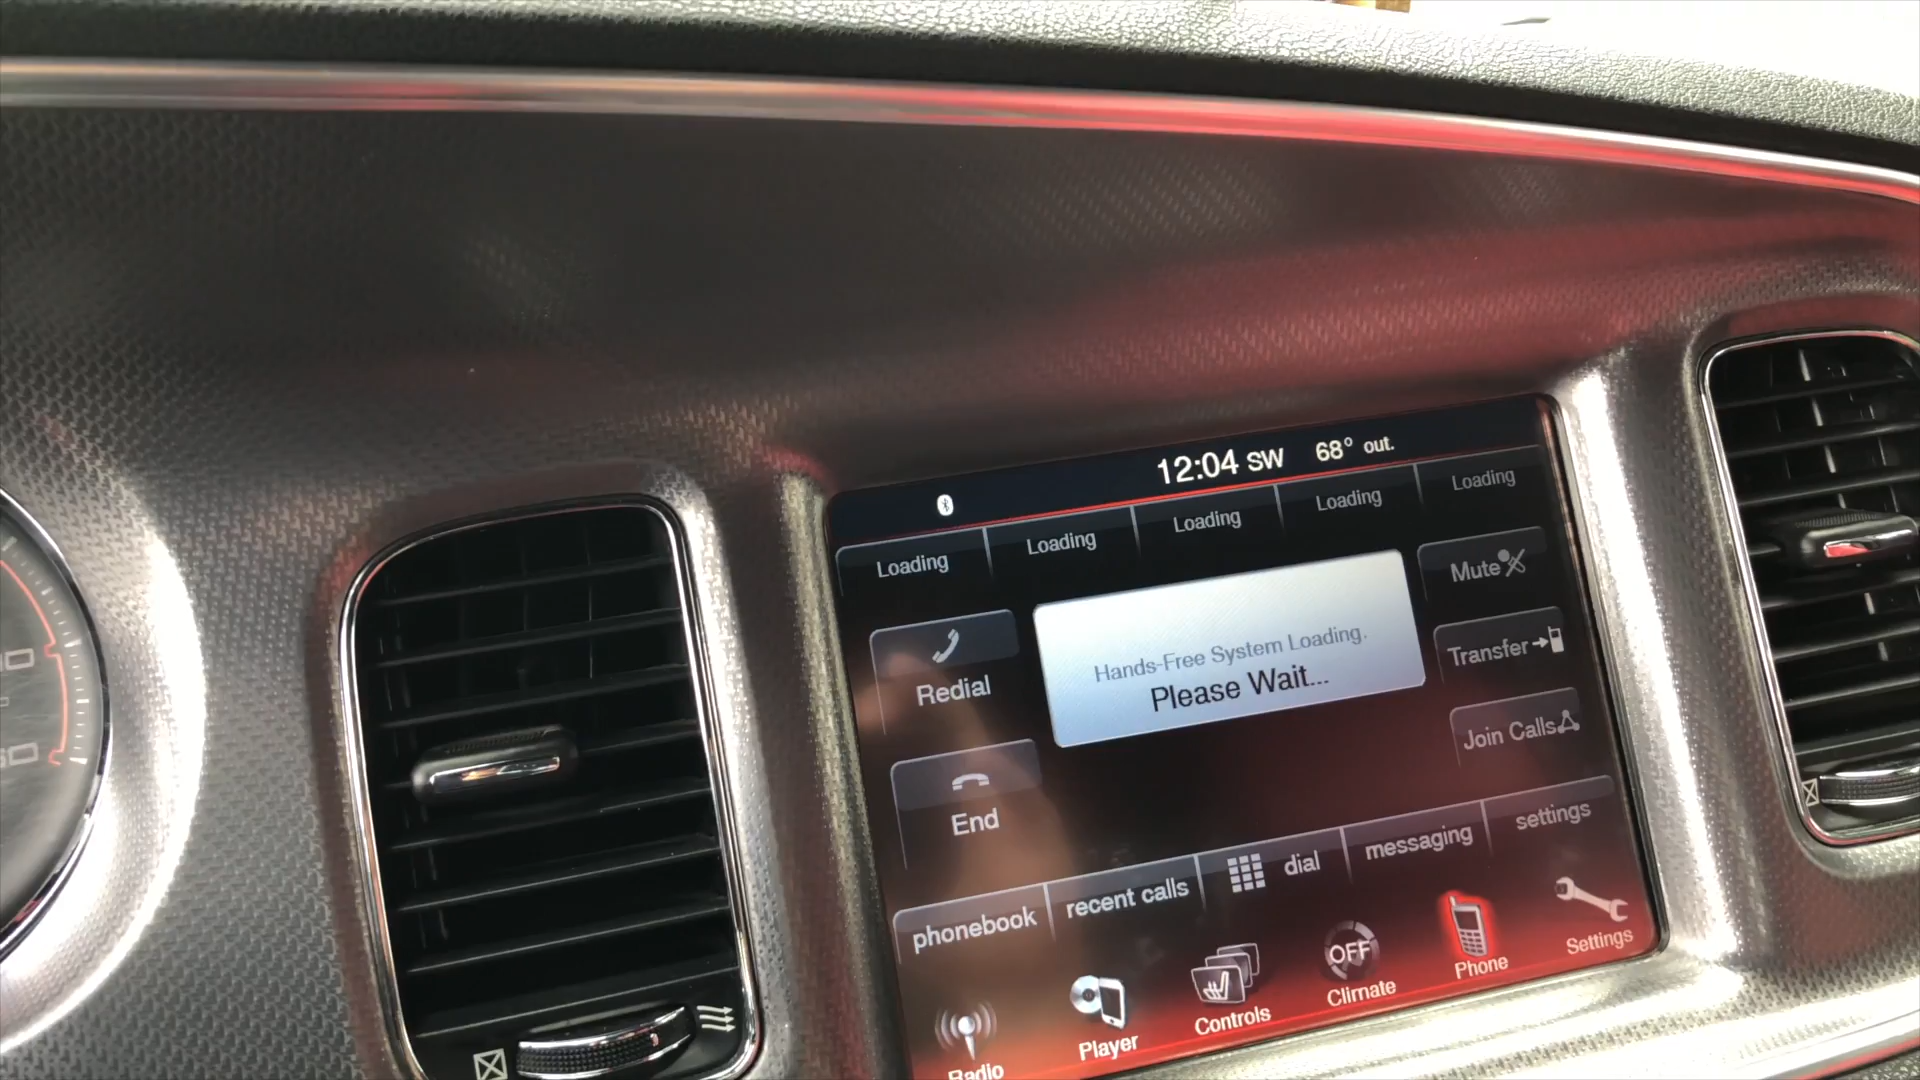 12:04 SW 68° out.
Loading Loading Loading Loading Loading
Redial
Hands-Free System Loading.
Please Wait...
Mute
Transfer
End
Join Calls
phonebook recent calls dial messaging settings
Radio Player Controls OFF Climate Phone Settings